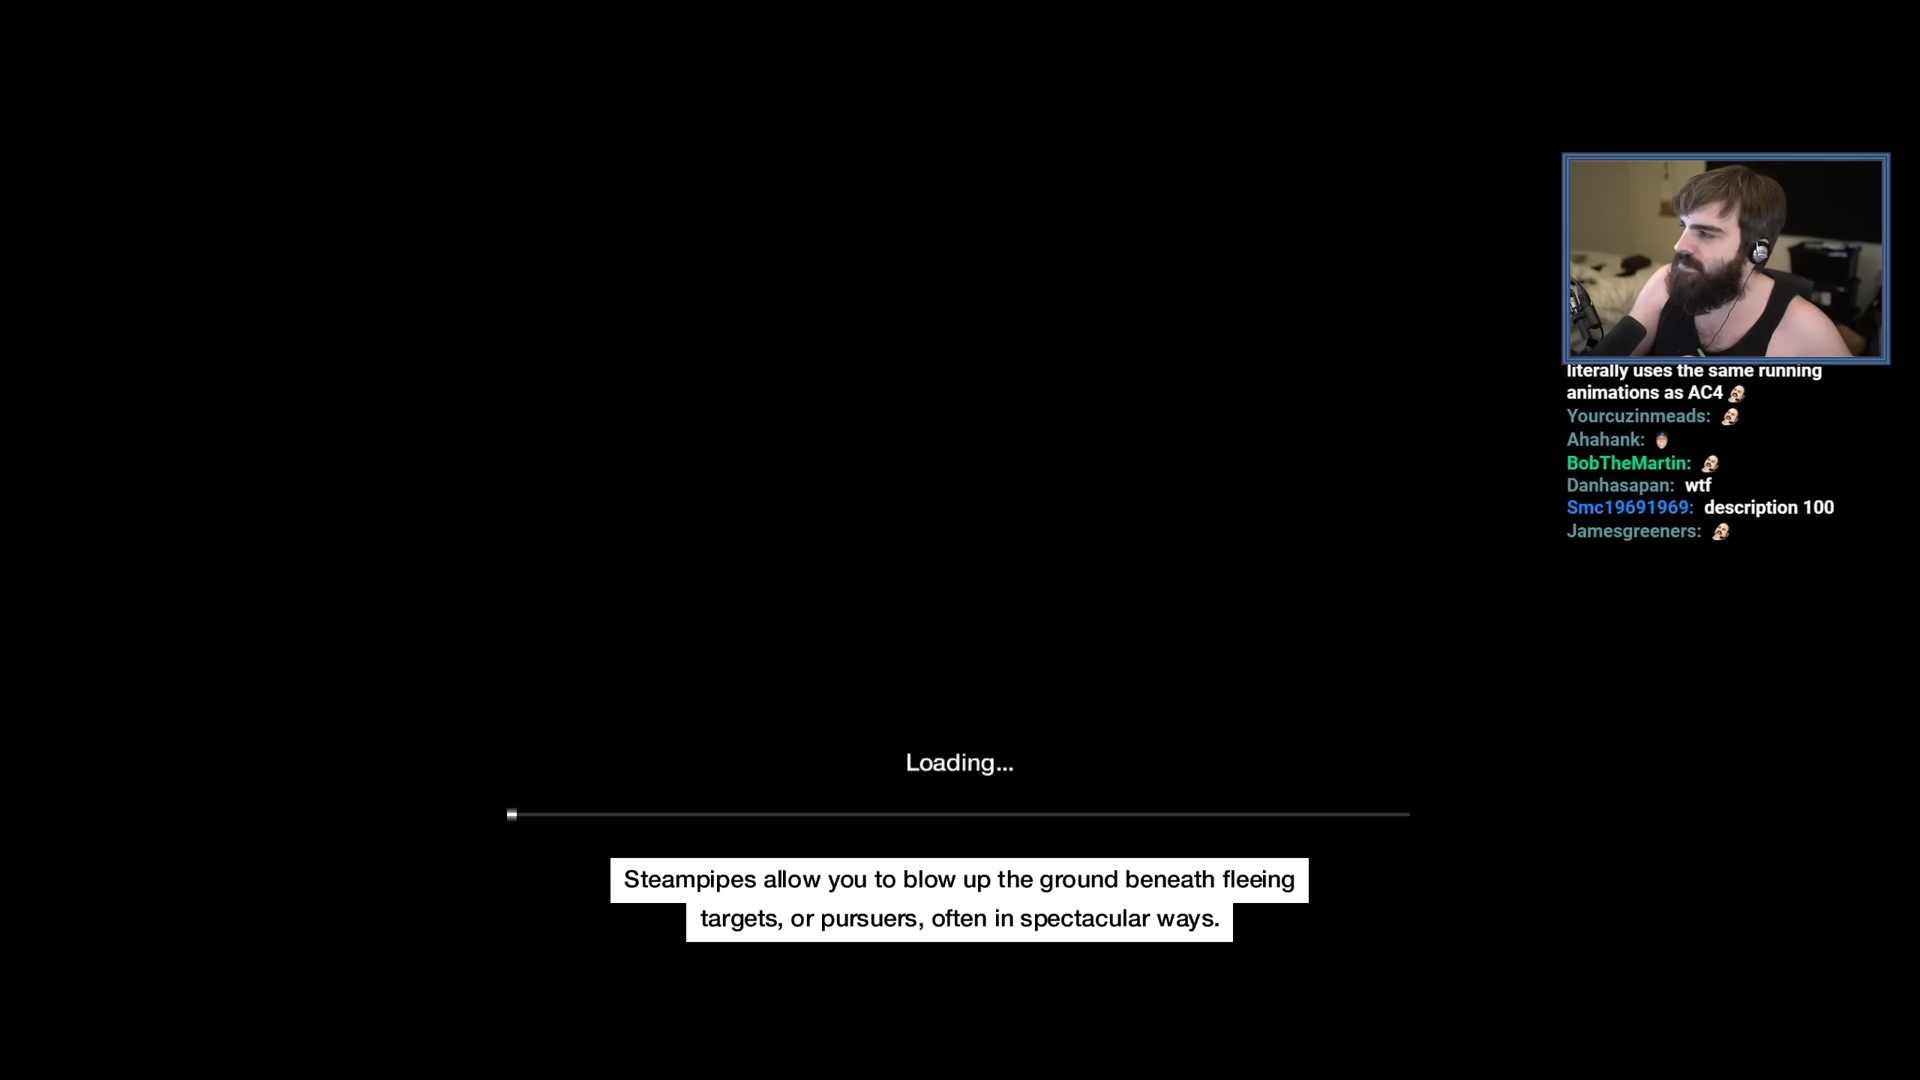 literally uses the same running
animations as AC4
Yourcuzinmeads:
Ahahank:
BobTheMartin:
Danhasapan: wtf
Smc19691969: description 100
Jamesgreeners:
Loading...
Steampipes allow you to blow up the ground beneath fleeing
targets, or pursuers, often in spectacular ways.